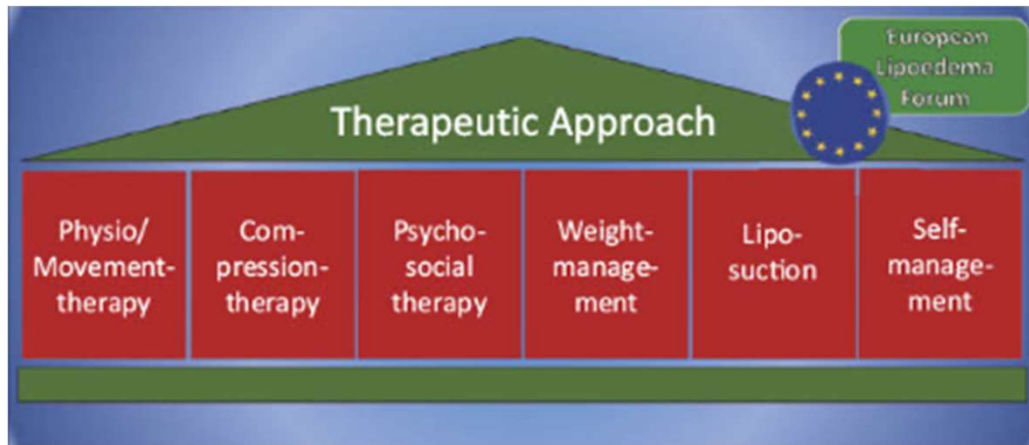 European
Lipoedema
Forum
Therapeutic Approach
Physio/
Movement-
therapy
Com-
pression-
therapy
Psycho-
social
therapy
Weight-
manage-
ment
Lipo-
suction
Self-
manage-
ment